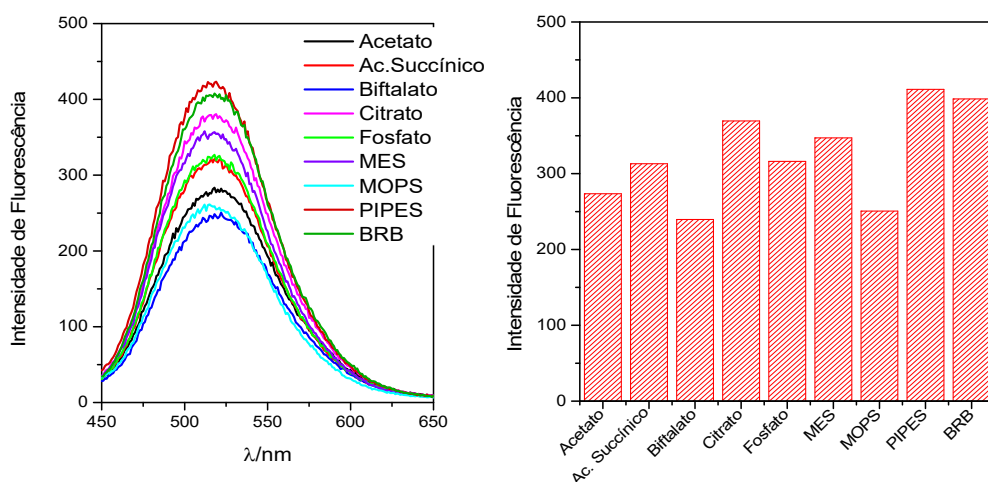 Intensidade de Fluorescência
500
400
300
200
100
0
450
500
550
600
650
λ/nm
Acetato
Ac.Succínico
Biftalato
Citrato
Fosfato
MES
MOPS
PIPES
BRB
Intensidade de Fluorescência
500
400
300
200
100
0
Acetato
Ac. Succínico
Biftalato
Citrato
Fosfato
MES
MOPS
PIPES
BRB